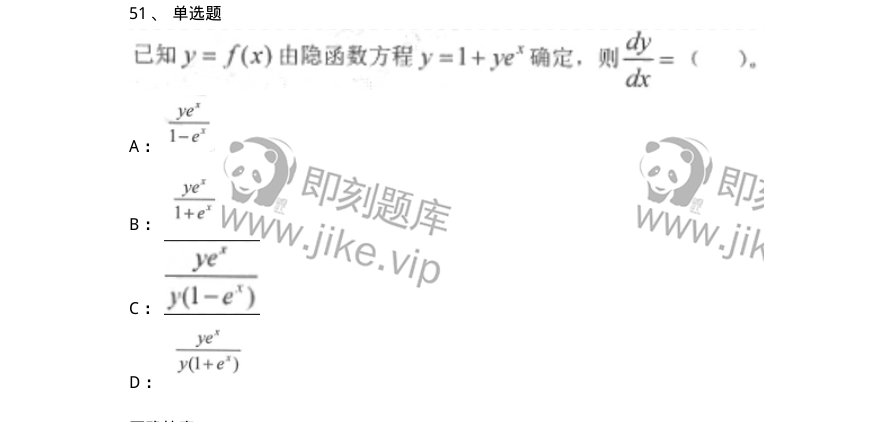 51 、 单选题
已知 y = f(x) 由隐函数方程 y = 1 + ye^x 确定，则 dy/dx = （ ）。
A： ye^x/1−e^x
即刻题库 即刻
B： ye^x/1+e^x
www.jike.vip www.jik
C： ye^x/y(1−e^x)
D： ye^x/y(1+e^x)